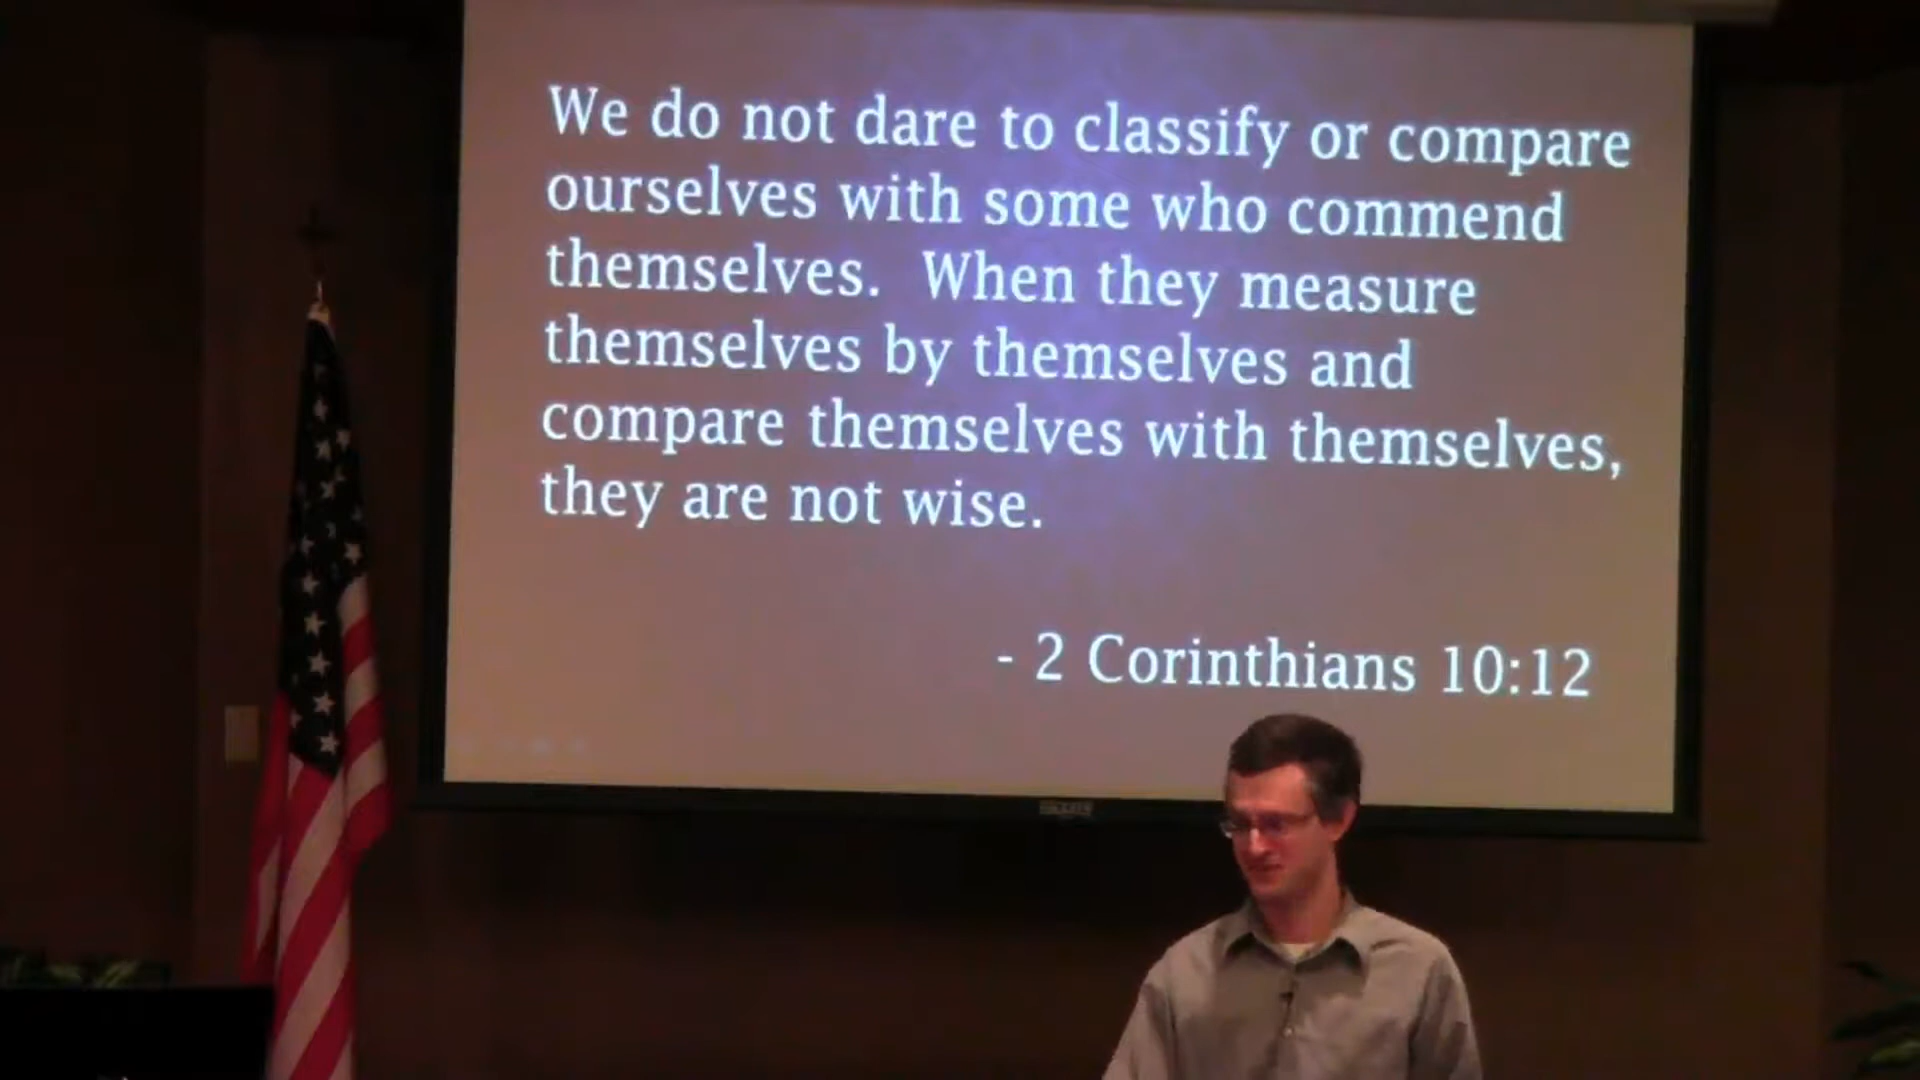 We do not dare to classify or compare
ourselves with some who commend
themselves.  When they measure
themselves by themselves and
compare themselves with themselves,
they are not wise.
- 2 Corinthians 10:12